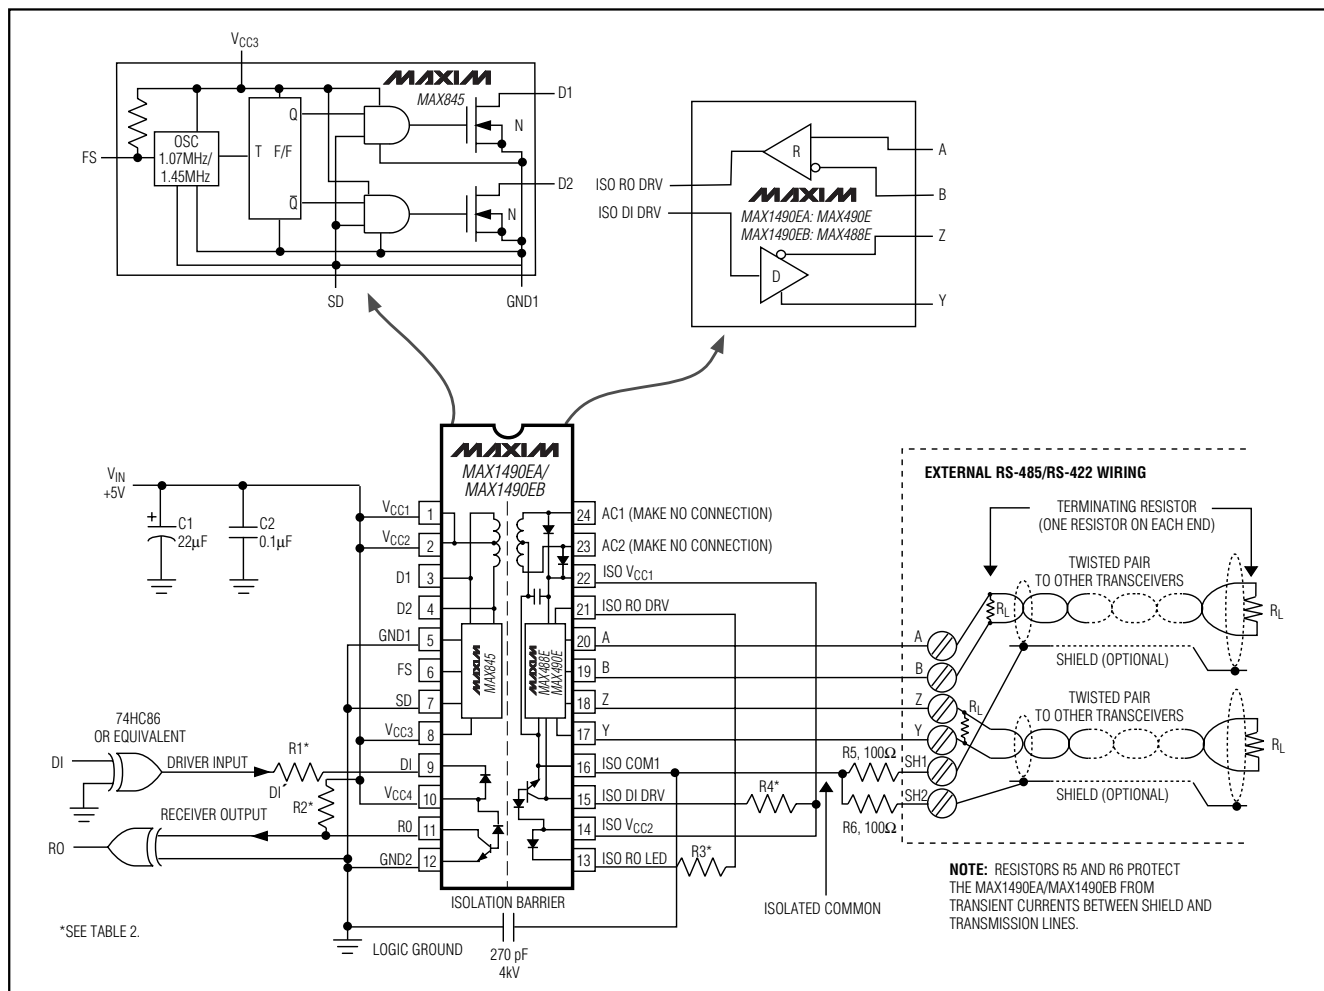 VCC3
MAXIM
MAX845
D1
Q
N
OSC
1.07MHz/
1.45MHz
T F/F
FS
D2
Q̅
N
SD
GND1
R
A
ISO RO DRV
B
MAXIM
ISO DI DRV
MAX1490EA: MAX490E
MAX1490EB: MAX488E
Z
D
Y
MAXIM
MAX1490EA/
MAX1490EB
VIN
+5V
+
C1
22µF
C2
0.1µF
VCC1
1
VCC2
2
D1
3
D2
4
GND1
5
FS
6
SD
7
VCC3
8
DI
9
VCC4
10
RO
11
GND2
12
MAXIM
MAX845
MAXIM
MAX488E
MAX490E
24
AC1 (MAKE NO CONNECTION)
23
AC2 (MAKE NO CONNECTION)
22
ISO VCC1
21
ISO RO DRV
20
A
19
B
18
Z
17
Y
16
ISO COM1
15
ISO DI DRV
14
ISO VCC2
13
ISO RO LED
74HC86
OR EQUIVALENT
DI
DRIVER INPUT
R1*
DI´
R2*
RECEIVER OUTPUT
RO
R3*
R4*
R5, 100Ω
R6, 100Ω
ISOLATION BARRIER
ISOLATED COMMON
LOGIC GROUND
270 pF
4kV
*SEE TABLE 2.
EXTERNAL RS-485/RS-422 WIRING
TERMINATING RESISTOR
(ONE RESISTOR ON EACH END)
TWISTED PAIR
TO OTHER TRANSCEIVERS
RL
RL
A
SHIELD (OPTIONAL)
B
Z
RL
TWISTED PAIR
TO OTHER TRANSCEIVERS
Y
RL
SH1
SH2
SHIELD (OPTIONAL)
NOTE: RESISTORS R5 AND R6 PROTECT
THE MAX1490EA/MAX1490EB FROM
TRANSIENT CURRENTS BETWEEN SHIELD AND
TRANSMISSION LINES.